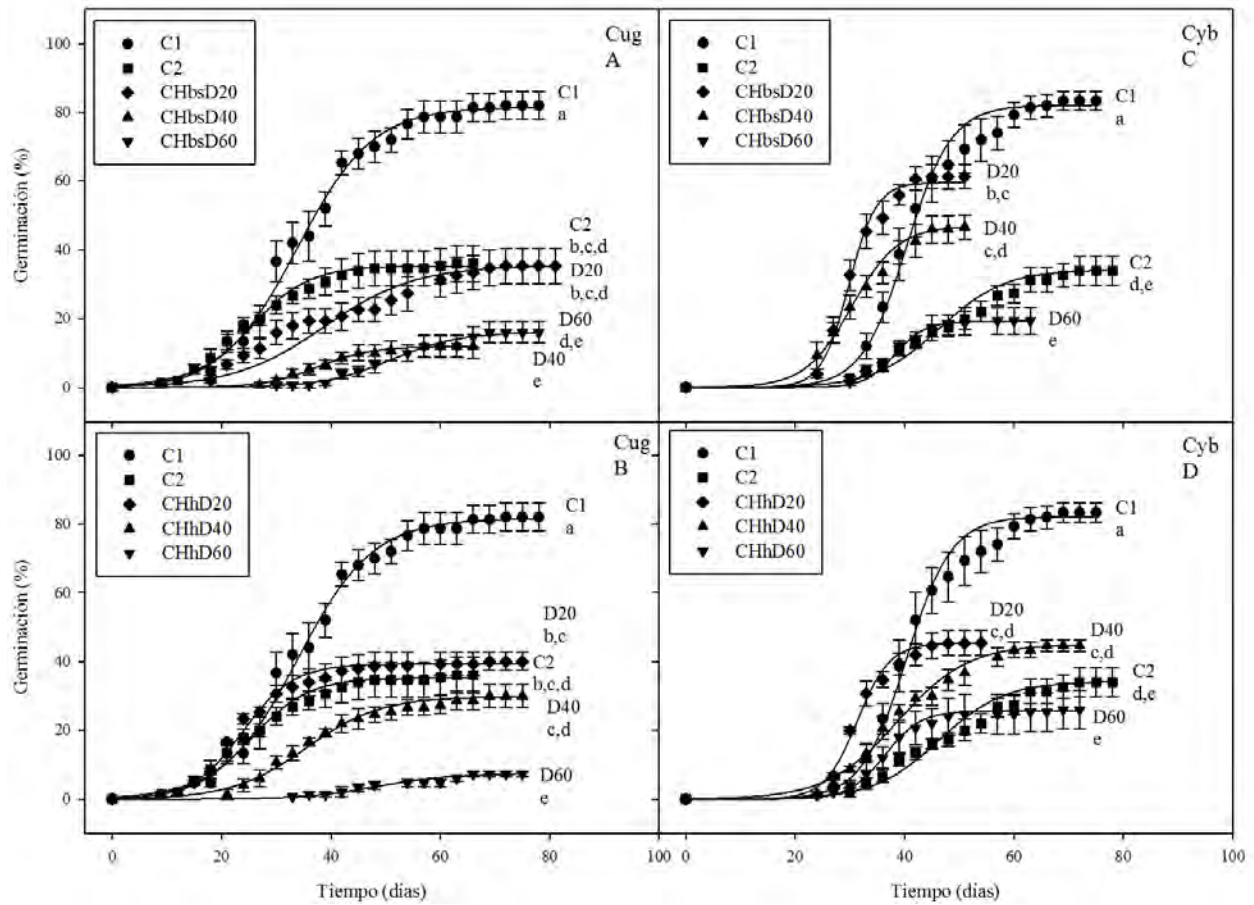 Cug
A
C1
C2
CHbsD20
CHbsD40
CHbsD60
C1
a
C2
b,c,d
D20
b,c,d
D60
d,e
D40
e
100
80
60
40
20
0
Germinación (%)
Cyb
C
C1
C2
CHbsD20
CHbsD40
CHbsD60
C1
a
D20
b,c
D40
c,d
C2
d,e
D60
e
Cug
B
C1
C2
CHhD20
CHhD40
CHhD60
C1
a
D20
b,c
C2
b,c,d
D40
c,d
D60
e
100
80
60
40
20
0
Germinación (%)
0 20 40 60 80 100
Tiempo (días)
Cyb
D
C1
C2
CHhD20
CHhD40
CHhD60
C1
a
D20
c,d
D40
c,d
C2
d,e
D60
e
0 20 40 60 80 100
Tiempo (días)